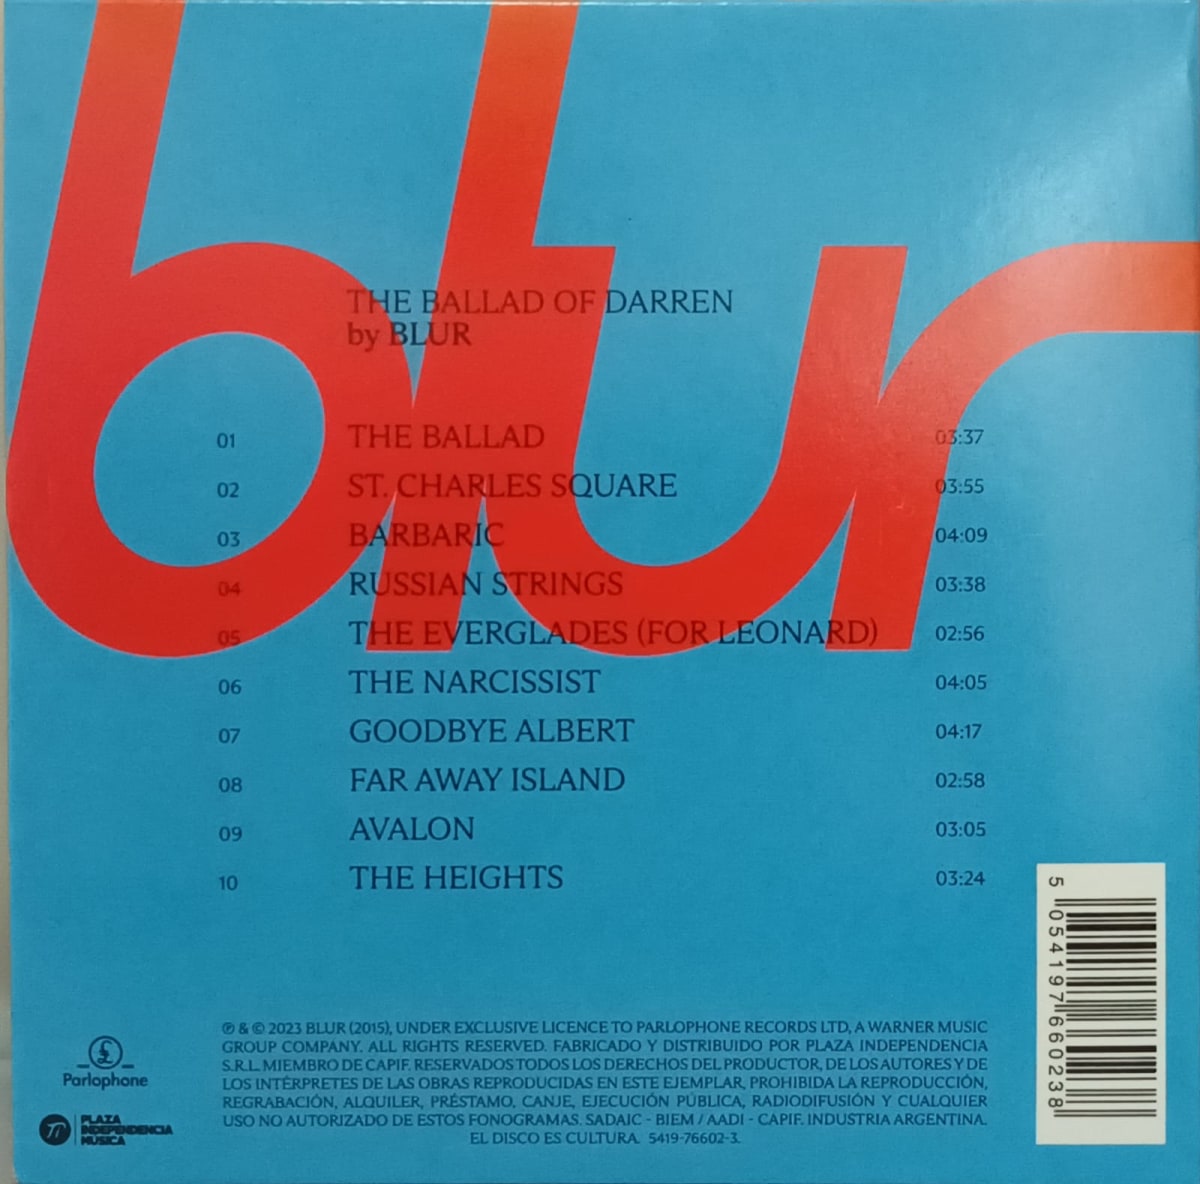 blur
THE BALLAD OF DARREN
by BLUR
01 THE BALLAD 03:37
02 ST. CHARLES SQUARE 03:55
03 BARBARIC 04:09
04 RUSSIAN STRINGS 03:38
05 THE EVERGLADES (FOR LEONARD) 02:56
06 THE NARCISSIST 04:05
07 GOODBYE ALBERT 04:17
08 FAR AWAY ISLAND 02:58
09 AVALON 03:05
10 THE HEIGHTS 03:24
5 054197 660238
℗ & © 2023 BLUR (2015), UNDER EXCLUSIVE LICENCE TO PARLOPHONE RECORDS LTD, A WARNER MUSIC
GROUP COMPANY. ALL RIGHTS RESERVED. FABRICADO Y DISTRIBUIDO POR PLAZA INDEPENDENCIA
S.R.L. MIEMBRO DE CAPIF. RESERVADOS TODOS LOS DERECHOS DEL PRODUCTOR, DE LOS AUTORES Y DE
LOS INTÉRPRETES DE LAS OBRAS REPRODUCIDAS EN ESTE EJEMPLAR, PROHIBIDA LA REPRODUCCIÓN,
REGRABACIÓN, ALQUILER, PRÉSTAMO, CANJE, EJECUCIÓN PÚBLICA, RADIODIFUSIÓN Y CUALQUIER
USO NO AUTORIZADO DE ESTOS FONOGRAMAS. SADAIC - BIEM / AADI - CAPIF. INDUSTRIA ARGENTINA.
EL DISCO ES CULTURA. 5419-76602-3.
£
Parlophone
PLAZA
INDEPENDENCIA
MÚSICA